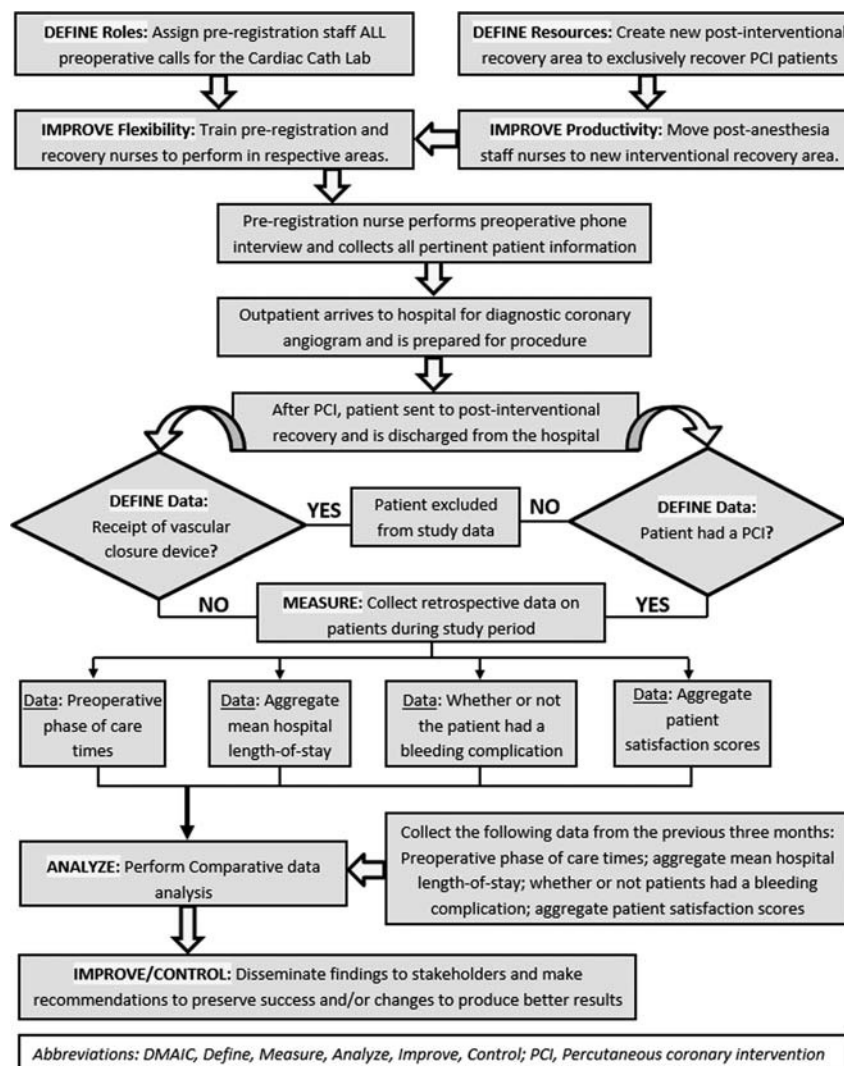 DEFINE Roles: Assign pre-registration staff ALL
preoperative calls for the Cardiac Cath Lab
DEFINE Resources: Create new post-interventional
recovery area to exclusively recover PCI patients
IMPROVE Flexibility: Train pre-registration and
recovery nurses to perform in respective areas.
IMPROVE Productivity: Move post-anesthesia
staff nurses to new interventional recovery area.
Pre-registration nurse performs preoperative phone
interview and collects all pertinent patient information
Outpatient arrives to hospital for diagnostic coronary
angiogram and is prepared for procedure
After PCI, patient sent to post-interventional
recovery and is discharged from the hospital
DEFINE Data:
Receipt of vascular
closure device?
YES
Patient excluded
from study data
NO
DEFINE Data:
Patient had a PCI?
NO
MEASURE: Collect retrospective data on
patients during study period
YES
Data: Preoperative
phase of care
times
Data: Aggregate
mean hospital
length-of-stay
Data: Whether or not
the patient had a
bleeding complication
Data: Aggregate
patient
satisfaction scores
ANALYZE: Perform Comparative data
analysis
Collect the following data from the previous three months:
Preoperative phase of care times; aggregate mean hospital
length-of-stay; whether or not patients had a bleeding
complication; aggregate patient satisfaction scores
IMPROVE/CONTROL: Disseminate findings to stakeholders and make
recommendations to preserve success and/or changes to produce better results
Abbreviations: DMAIC, Define, Measure, Analyze, Improve, Control; PCI, Percutaneous coronary intervention